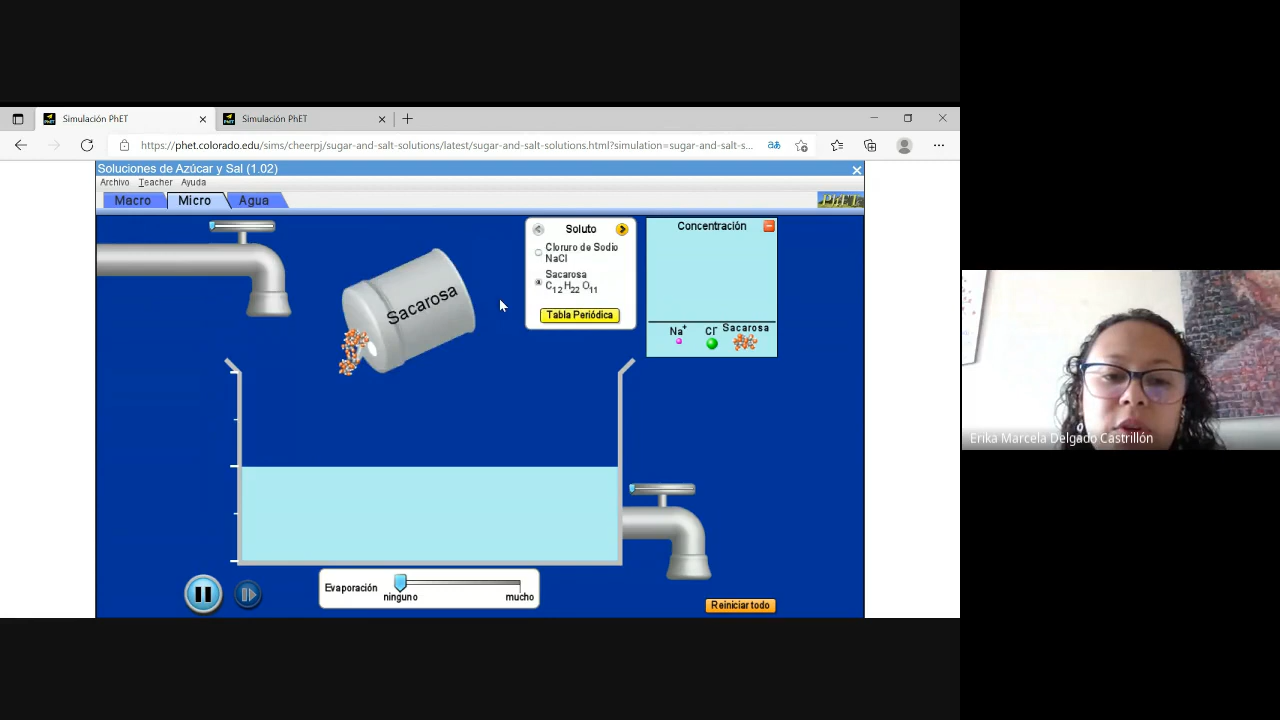 Simulación PhET
Simulación PhET
https://phet.colorado.edu/sims/cheerpj/sugar-and-salt-solutions/latest/sugar-and-salt-solutions.html?simulation=sugar-and-salt-s...
Soluciones de Azúcar y Sal (1.02)
Archivo Teacher Ayuda
Macro Micro Agua
PhET
Soluto
Cloruro de Sodio
NaCl
Sacarosa
C12H22O11
Tabla Periódica
Concentración
Na+ Cl- Sacarosa
Sacarosa
Evaporación
ninguno mucho
Reiniciar todo
Erika Marcela Delgado Castrillón